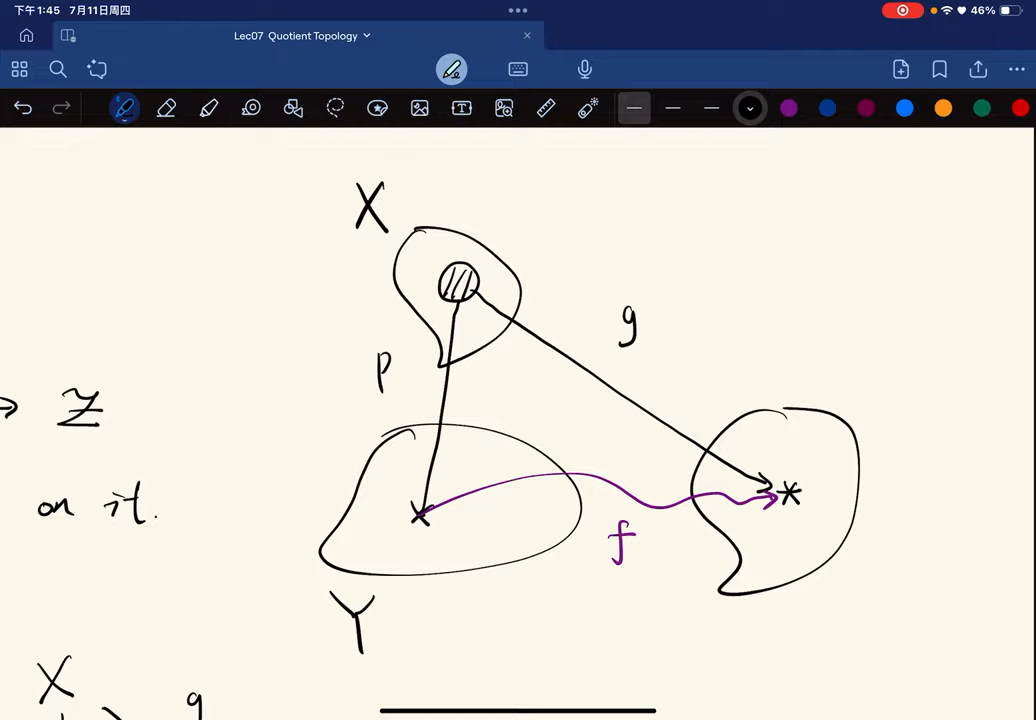 下午1:45 7月11日周四
46%
Lec07 Quotient Topology
X
g
p
→ Z
on it.
f
Y
X
g